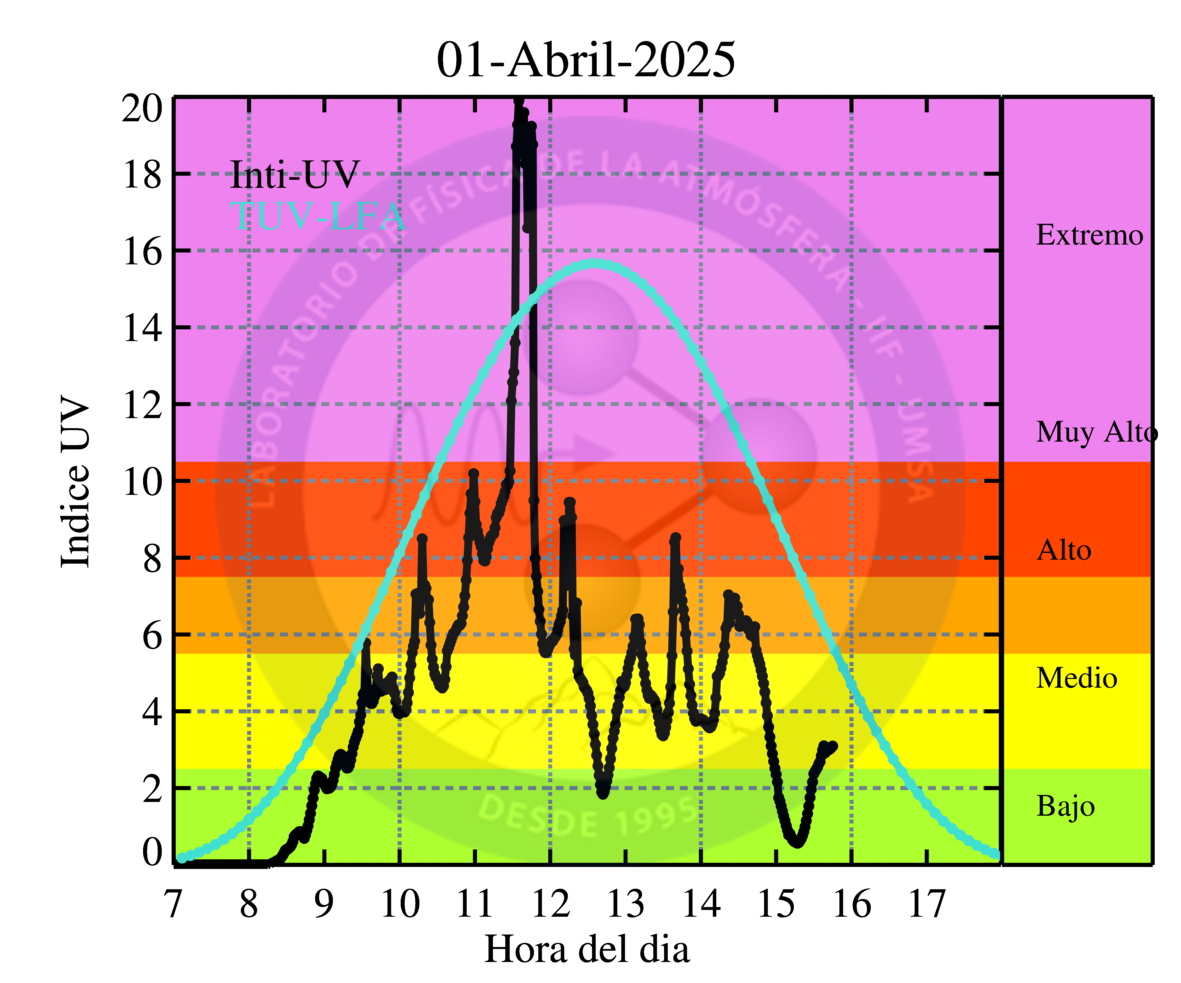 01-Abril-2025
Inti-UV
TUV-LFA
LABORATORIO DE FÍSICA DE LA ATMÓSFERA - IIF - UMSA
DESDE 1995
Indice UV
20
18
16
14
12
10
8
6
4
2
0
7 8 9 10 11 12 13 14 15 16 17
Hora del dia
Extremo
Muy Alto
Alto
Medio
Bajo